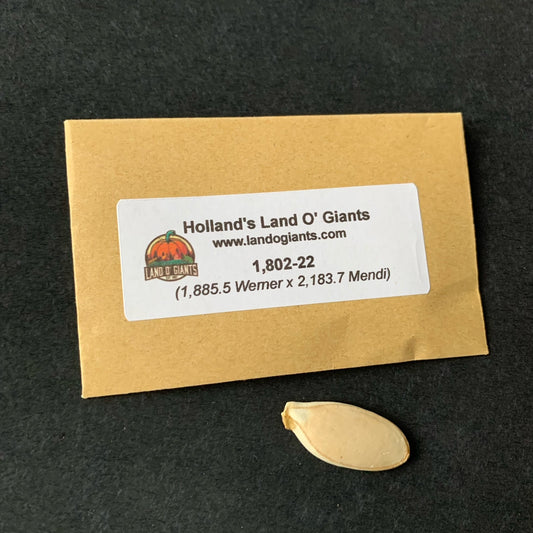 Holland's Land O' Giants
www.landogiants.com
LAND O' GIANTS
1,802-22
(1,885.5 Werner x 2,183.7 Mendi)